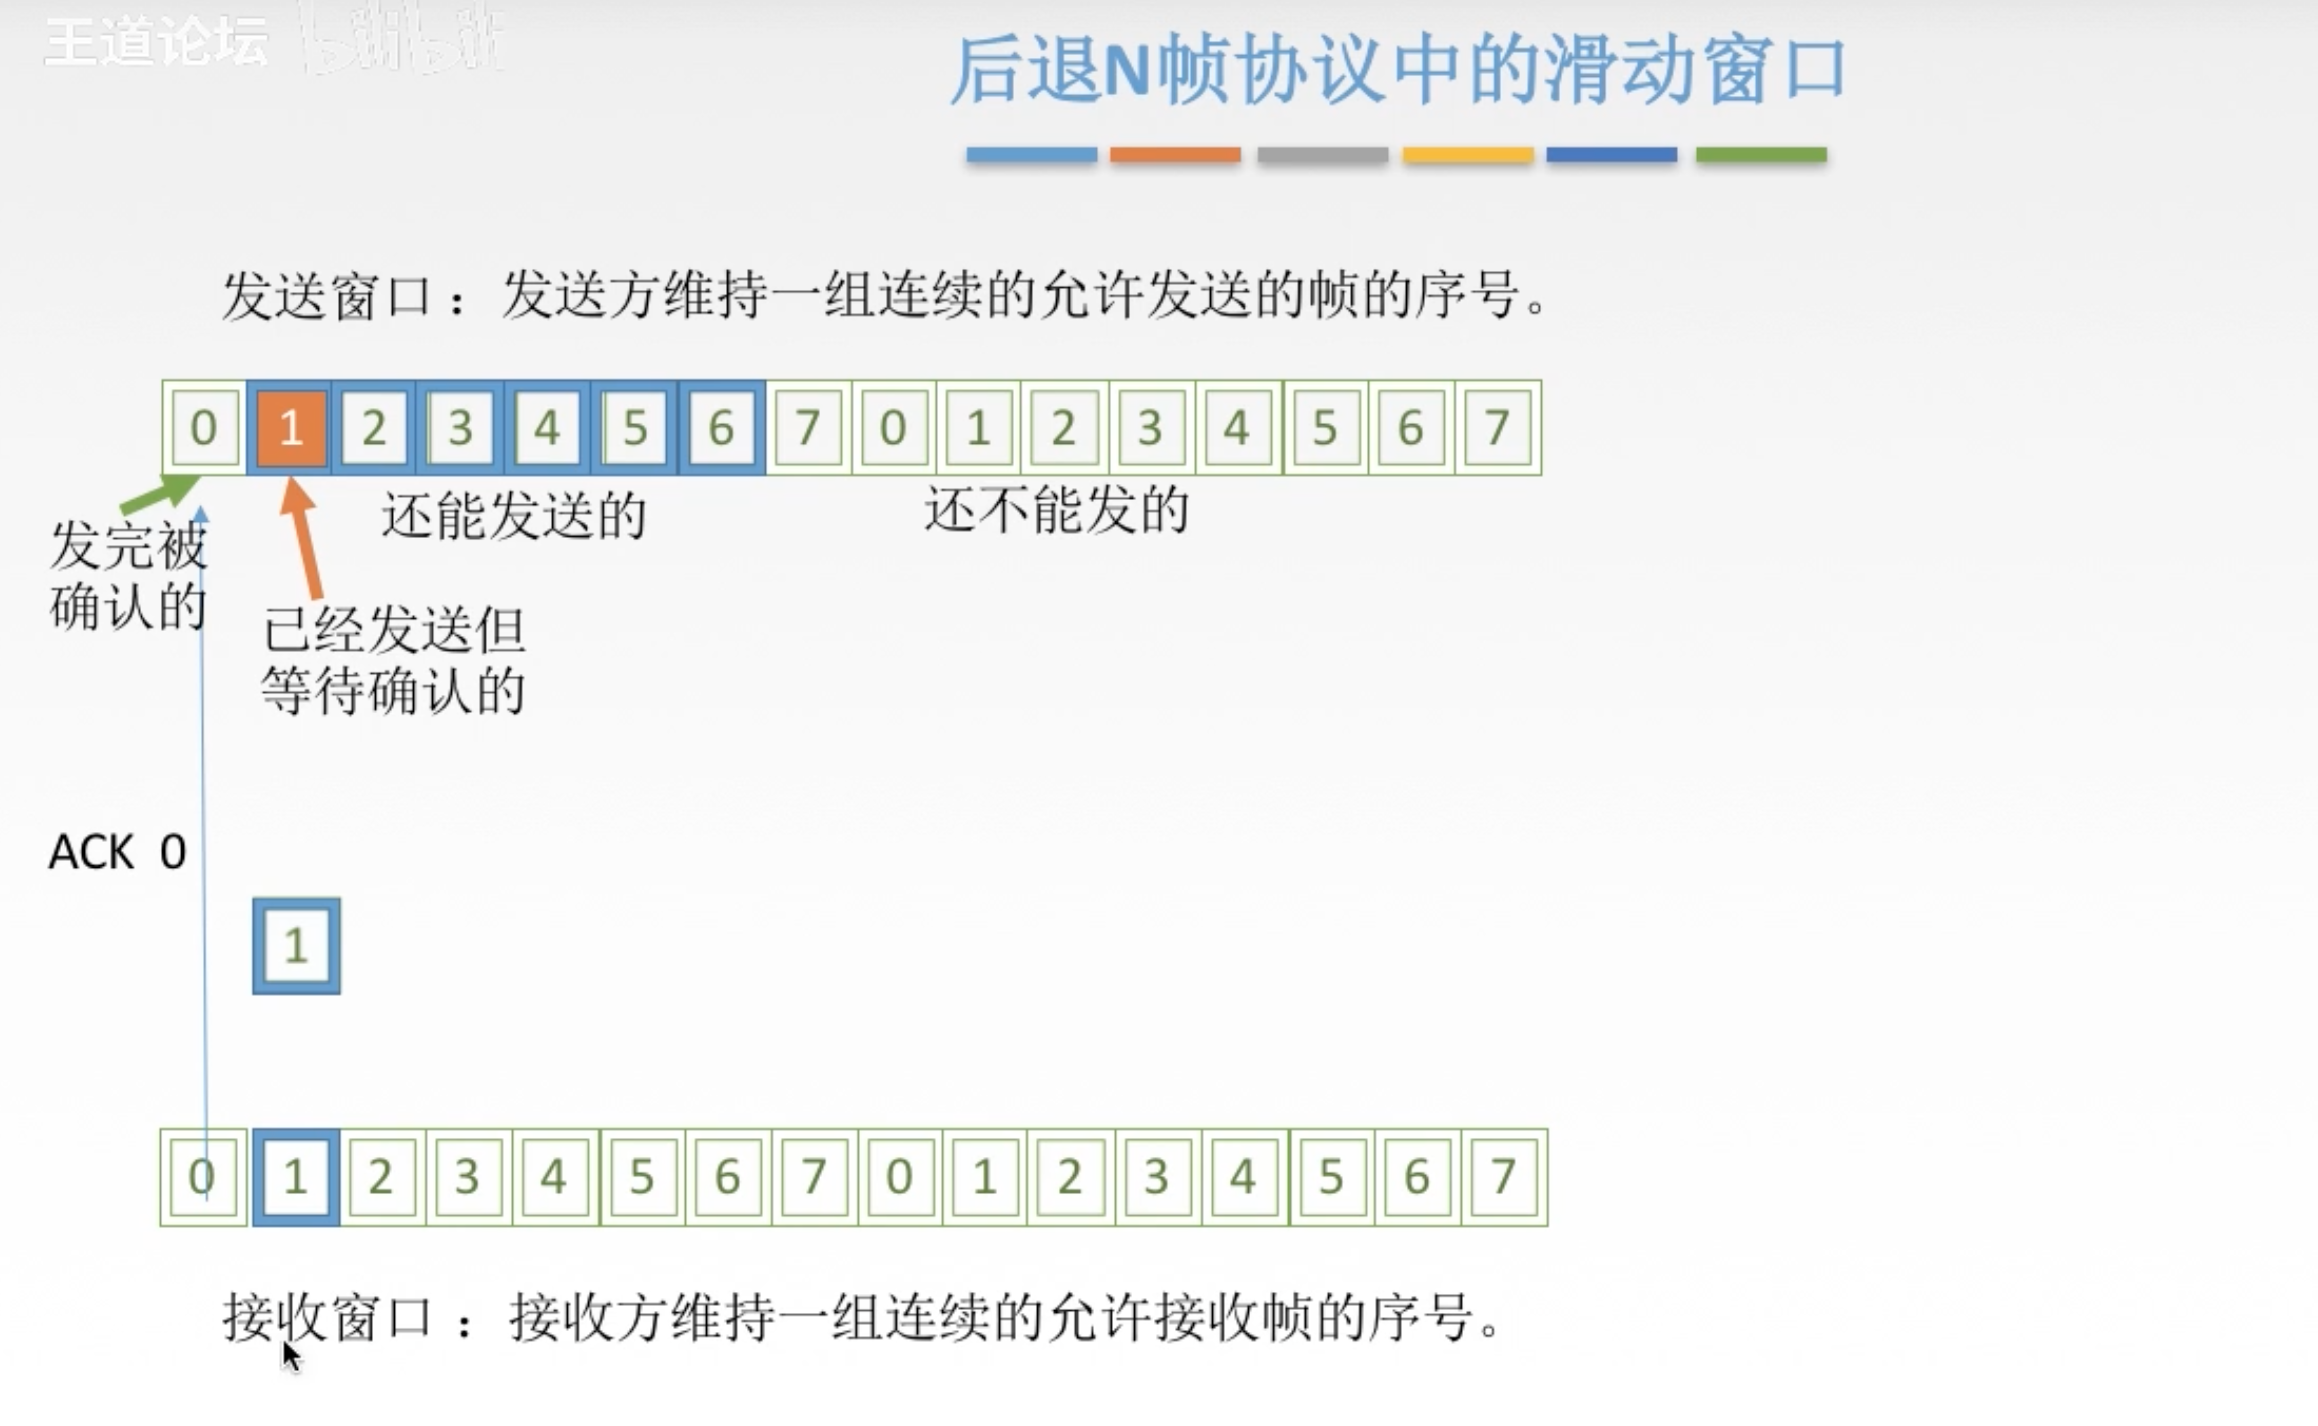 王道论坛 bilibili
后退N帧协议中的滑动窗口
发送窗口：发送方维持一组连续的允许发送的帧的序号。
0 1 2 3 4 5 6 7 0 1 2 3 4 5 6 7
还能发送的
还不能发的
发完被
确认的
已经发送但
等待确认的
ACK 0
1
0 1 2 3 4 5 6 7 0 1 2 3 4 5 6 7
接收窗口：接收方维持一组连续的允许接收帧的序号。